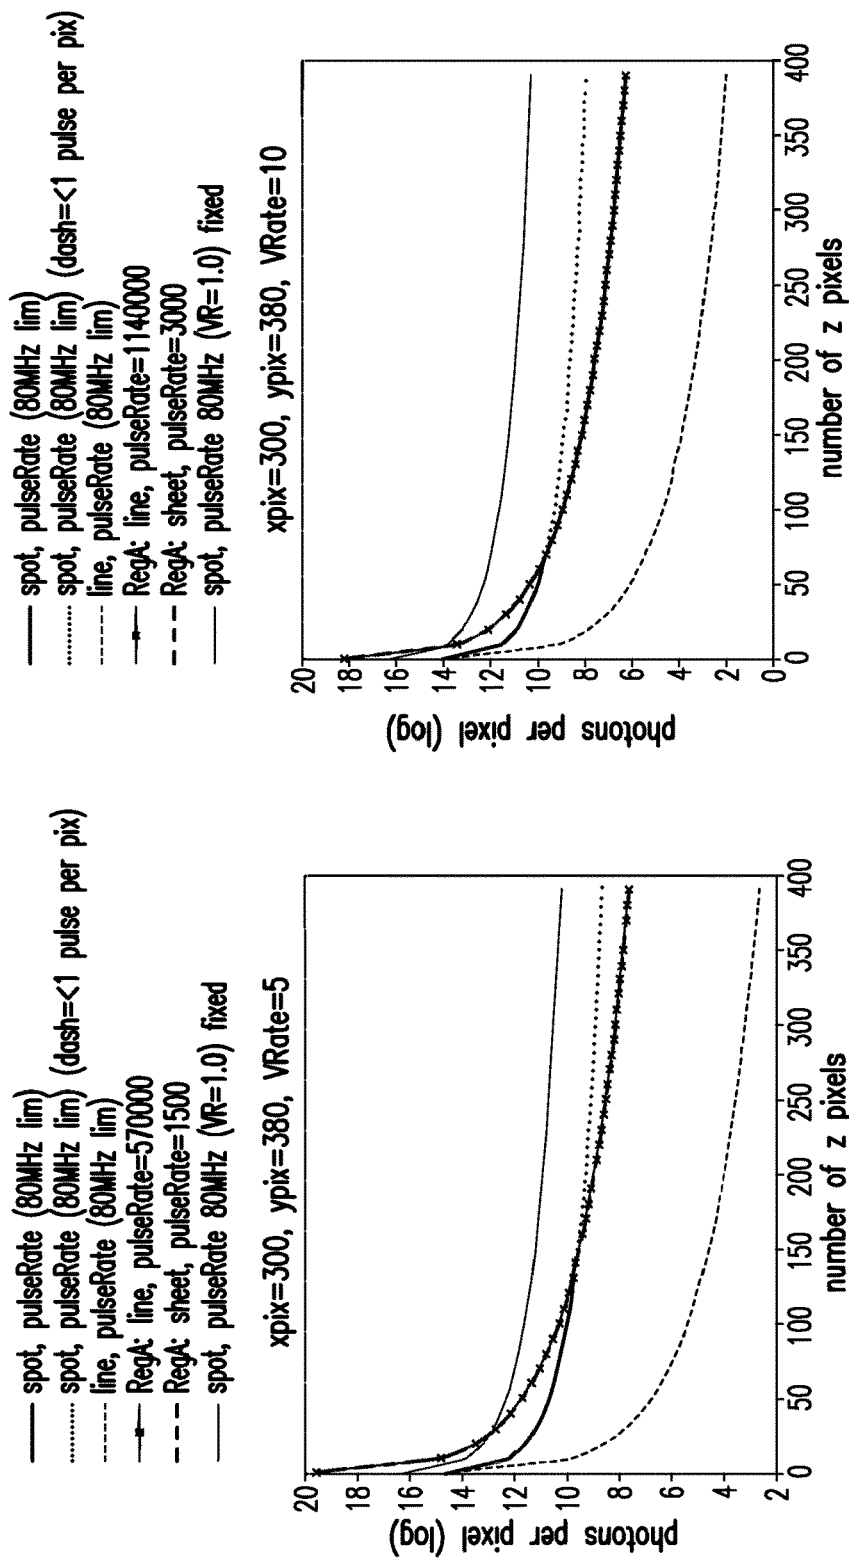 spot, pulseRate (80MHz lim)
spot, pulseRate (80MHz lim) (dash=<1 pulse per pix)
line, pulseRate (80MHz lim)
RegA: line, pulseRate=570000
RegA: sheet, pulseRate=1500
spot, pulseRate 80MHz (VR=1.0) fixed
xpix=300, ypix=380, VRate=5
photons per pixel (log)
20
18
16
14
12
10
8
6
4
2
0
50
100
150
200
250
300
350
400
number of z pixels
spot, pulseRate (80MHz lim)
spot, pulseRate (80MHz lim) (dash=<1 pulse per pix)
line, pulseRate (80MHz lim)
RegA: line, pulseRate=1140000
RegA: sheet, pulseRate=3000
spot, pulseRate 80MHz (VR=1.0) fixed
xpix=300, ypix=380, VRate=10
photons per pixel (log)
20
18
16
14
12
10
8
6
4
2
0
0
50
100
150
200
250
300
350
400
number of z pixels